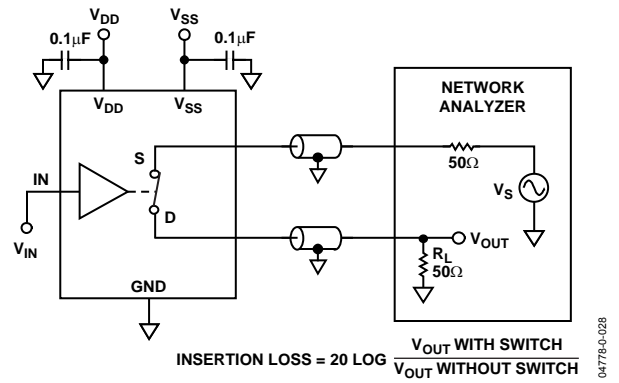 VDD
VSS
0.1µF
0.1µF
VDD
VSS
NETWORK
ANALYZER
S
50Ω
IN
VS
D
VOUT
VIN
RL
50Ω
GND
INSERTION LOSS = 20 LOG VOUT WITH SWITCH
VOUT WITHOUT SWITCH
04778-0-028